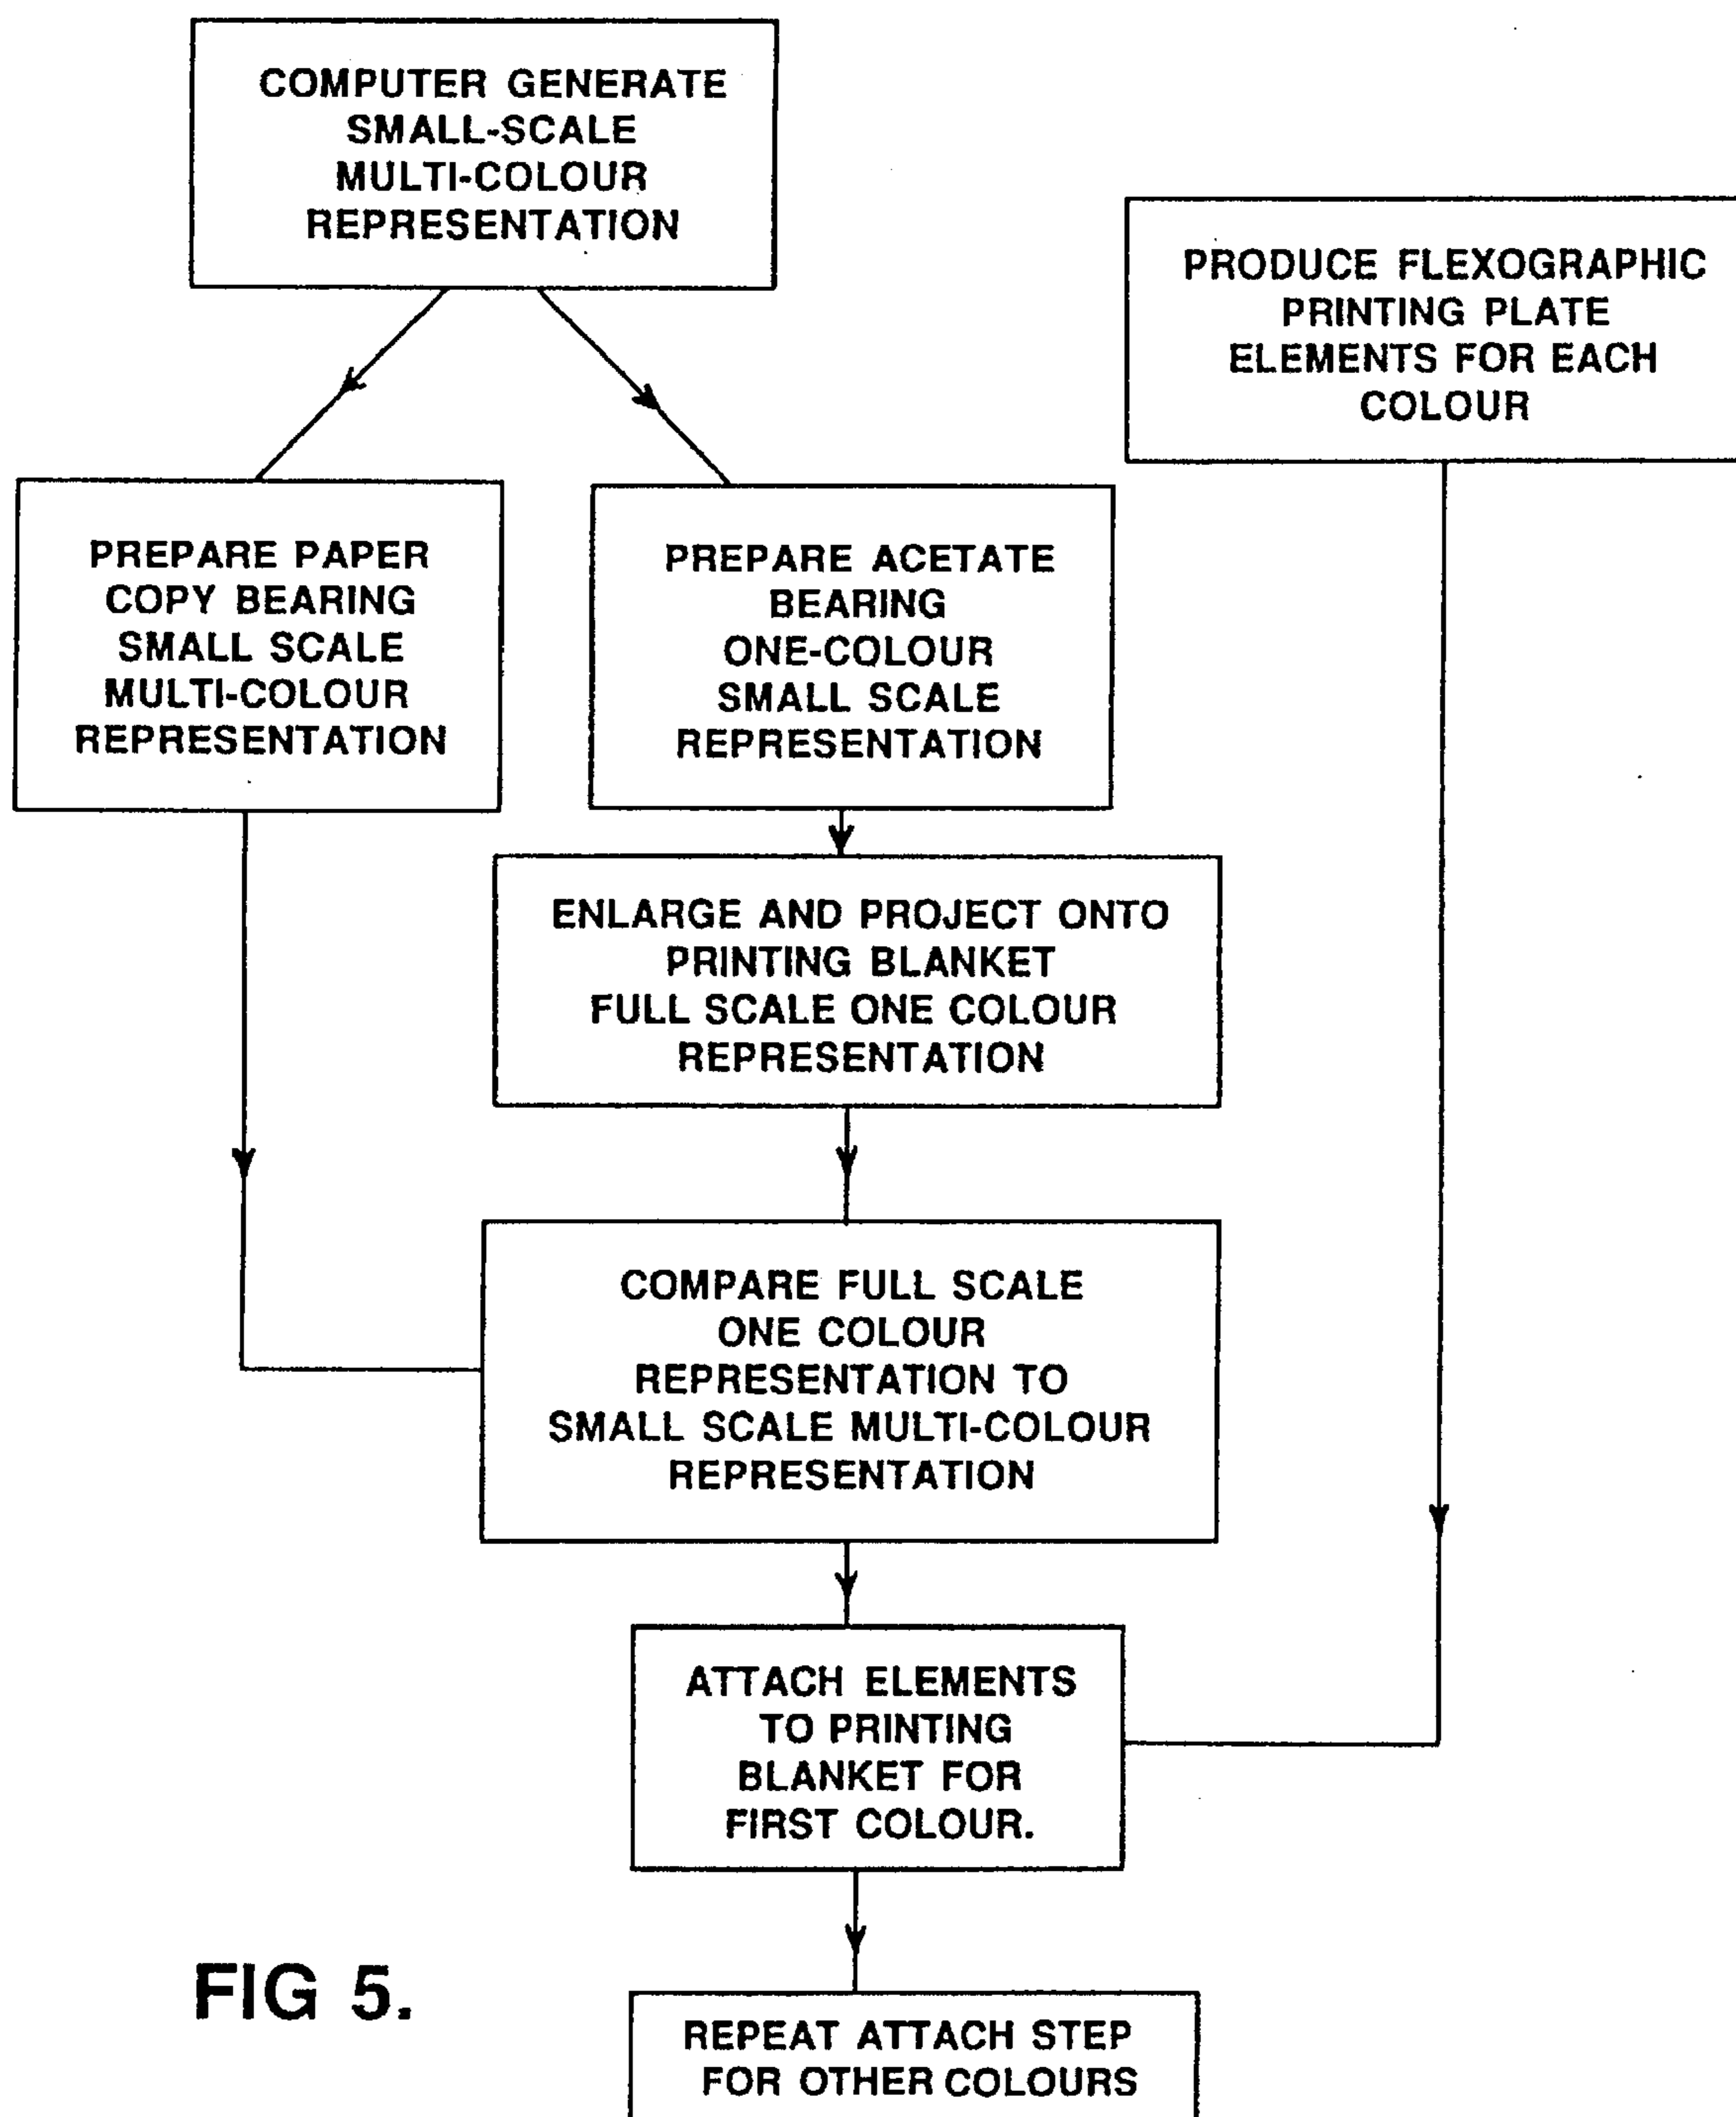 COMPUTER GENERATE
SMALL-SCALE
MULTI-COLOUR
REPRESENTATION
PRODUCE FLEXOGRAPHIC
PRINTING PLATE
ELEMENTS FOR EACH
COLOUR
PREPARE PAPER
COPY BEARING
SMALL SCALE
MULTI-COLOUR
REPRESENTATION
PREPARE ACETATE
BEARING
ONE-COLOUR
SMALL SCALE
REPRESENTATION
ENLARGE AND PROJECT ONTO
PRINTING BLANKET
FULL SCALE ONE COLOUR
REPRESENTATION
COMPARE FULL SCALE
ONE COLOUR
REPRESENTATION TO
SMALL SCALE MULTI-COLOUR
REPRESENTATION
ATTACH ELEMENTS
TO PRINTING
BLANKET FOR
FIRST COLOUR.
REPEAT ATTACH STEP
FOR OTHER COLOURS
FIG 5.